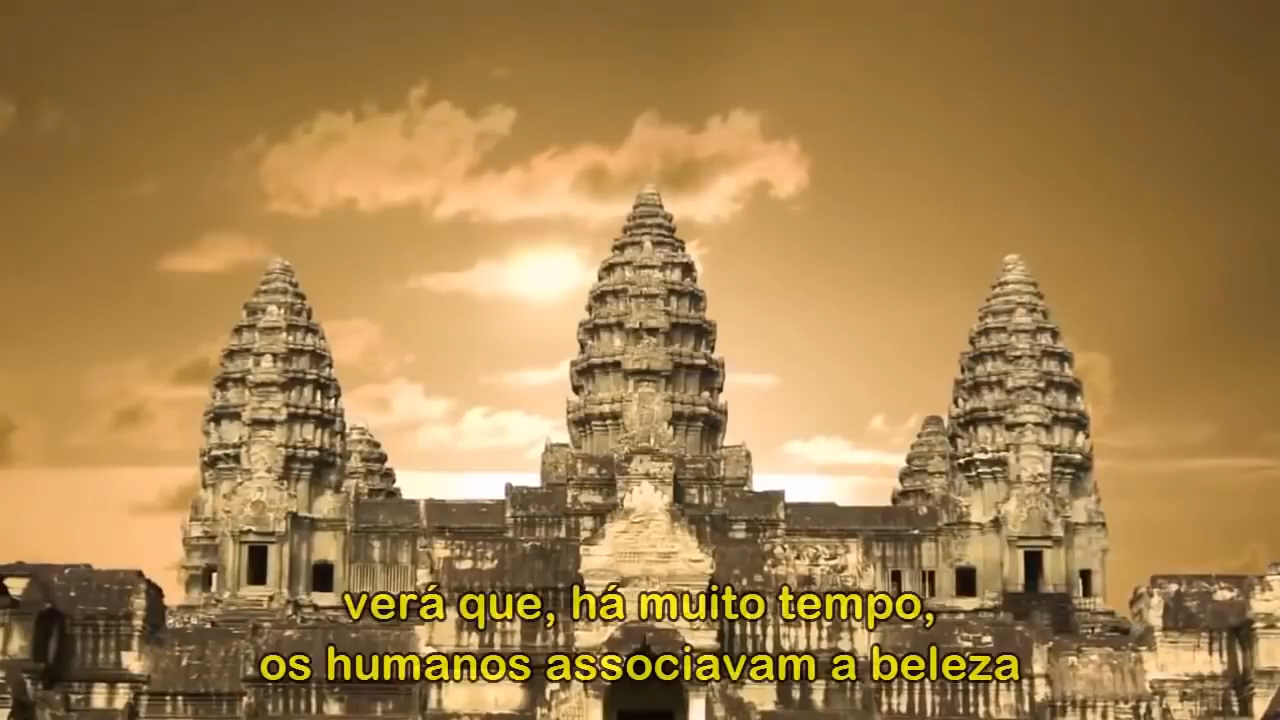 verá que, há muito tempo,
os humanos associavam a beleza